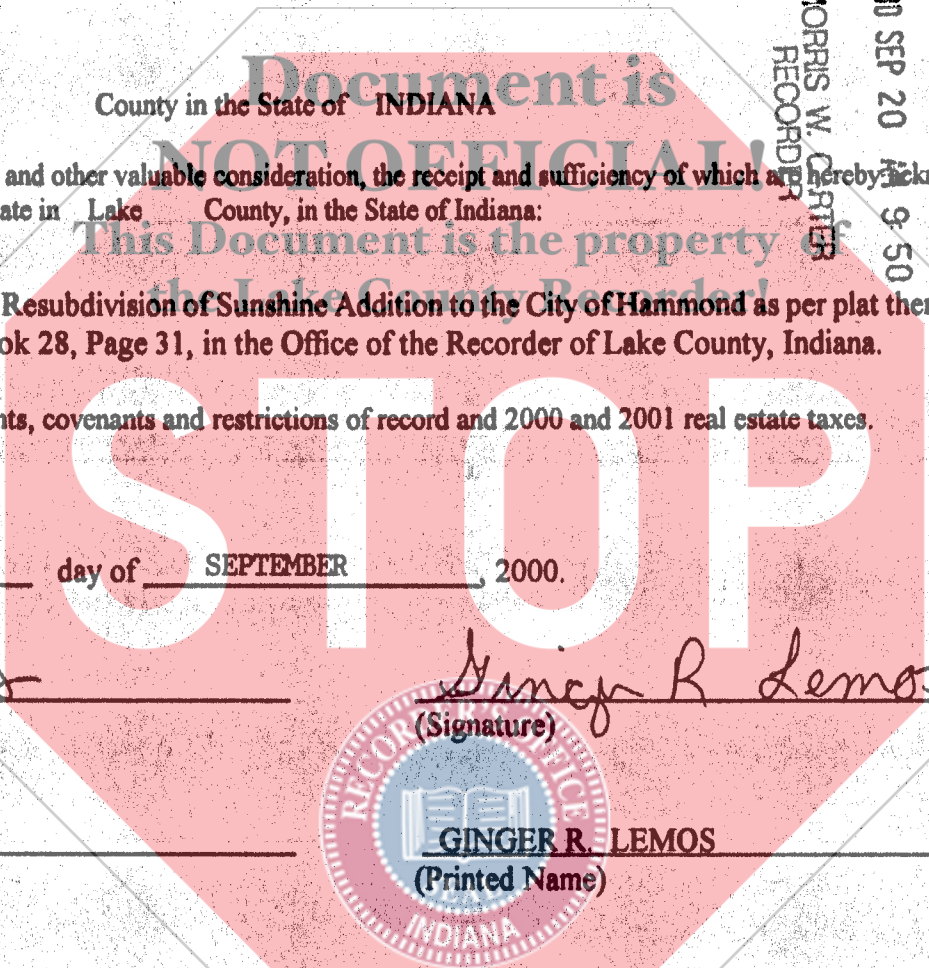 Document is
County in the State of INDIANA
NOT OFFICIAL!
and other valuable consideration, the receipt and sufficiency of which are hereby
ate in Lake County, in the State of Indiana:
This Document is the property of
the Lake County Recorder!
Resubdivision of Sunshine Addition to the City of Hammond as per plat
ok 28, Page 31, in the Office of the Recorder of Lake County, Indiana.
nts, covenants and restrictions of record and 2000 and 2001 real estate taxes.
STOP
day of SEPTEMBER, 2000.
Ginger R Lemos
(Signature)
GINGER R. LEMOS
(Printed Name)
RECORDER'S OFFICE
SEAL
INDIANA
ORRIS W. CARTER
RECORDER
0 SEP 20 9:50